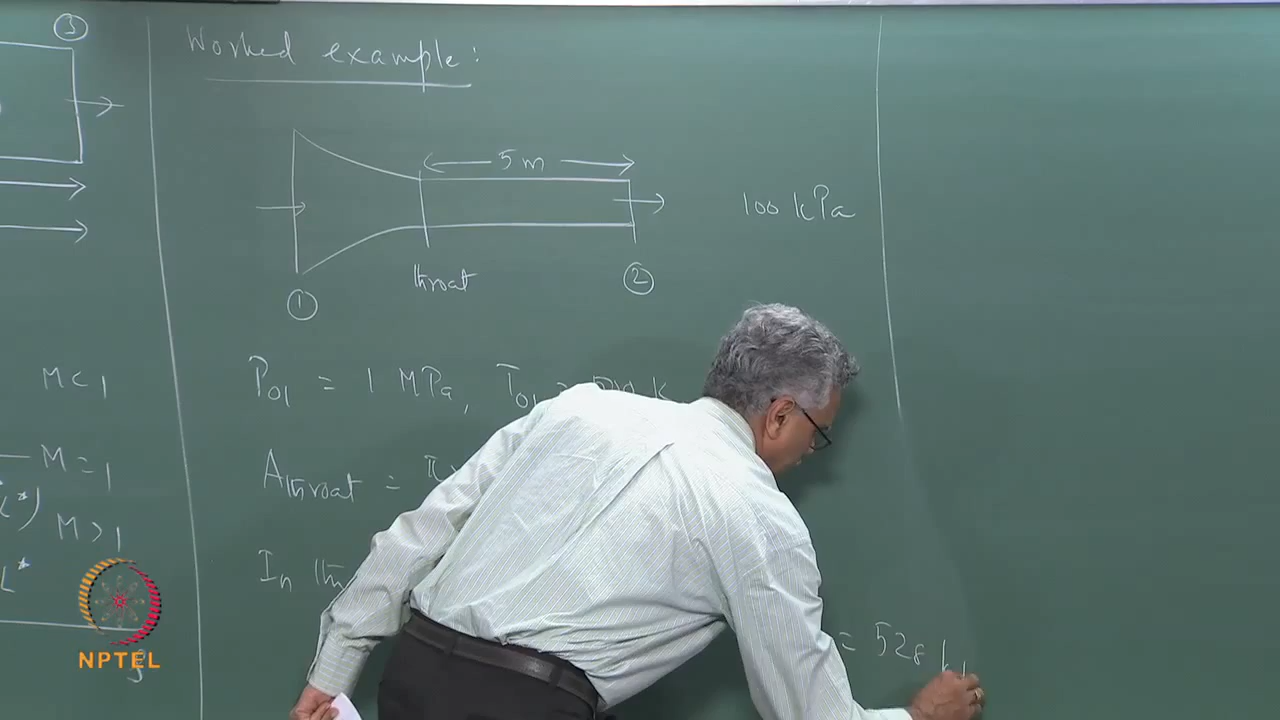 ③
M < 1
M = 1
L*)
M > 1
L*
Worked example:
5 m
100 kPa
throat
①
②
P01 = 1 MPa, T01 =
Athroat = π
In
= 528 k
NPTEL